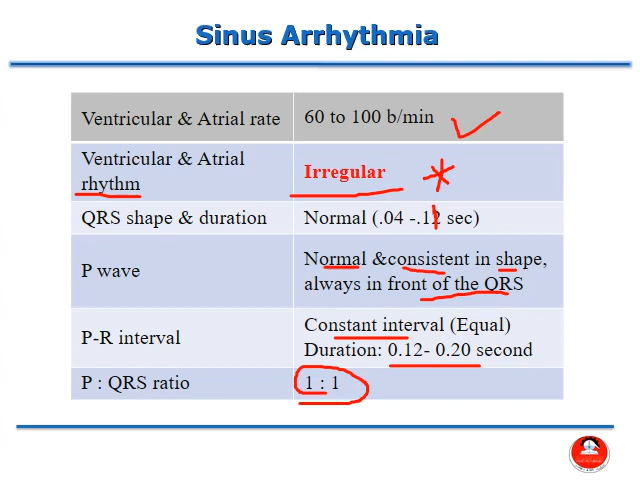 Sinus Arrhythmia
Ventricular & Atrial rate 60 to 100 b/min
Ventricular & Atrial
rhythm Irregular
QRS shape & duration Normal (.04 -.12 sec)
P wave Normal &consistent in shape,
always in front of the QRS
P-R interval Constant interval (Equal)
Duration: 0.12- 0.20 second
P : QRS ratio 1 : 1